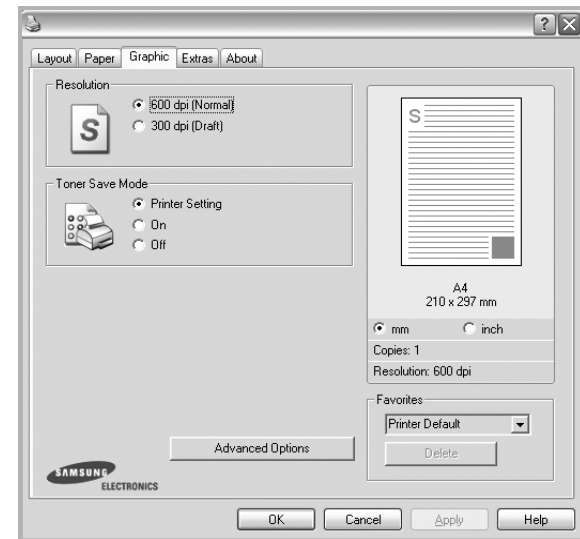 Layout Paper Graphic Extras About
Resolution
S
600 dpi (Normal)
300 dpi (Draft)
Toner Save Mode
Printer Setting
On
Off
S
A4
210 x 297 mm
mm inch
Copies: 1
Resolution: 600 dpi
Favorites
Printer Default
Delete
Advanced Options
SAMSUNG
ELECTRONICS
OK Cancel Apply Help